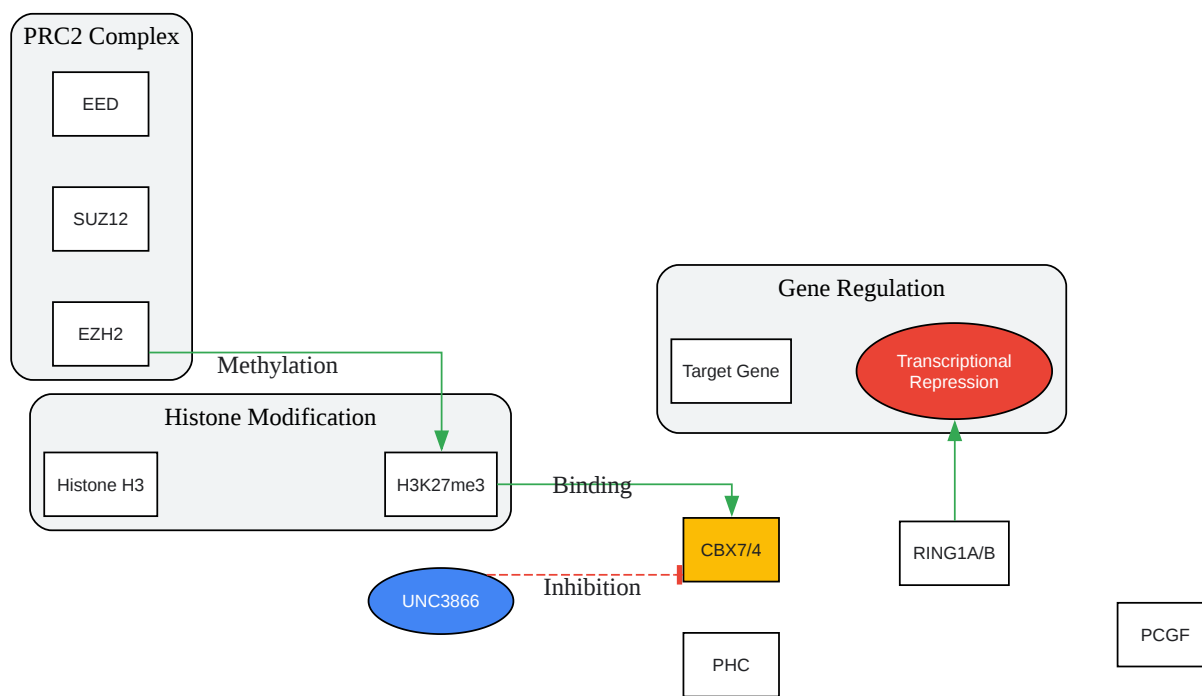 PRC2 Complex
EED
SUZ12
EZH2
Methylation
Gene Regulation
Target Gene
Transcriptional
Repression
Histone Modification
Histone H3
H3K27me3
Binding
CBX7/4
RING1A/B
UNC3866
Inhibition
PHC
PCGF